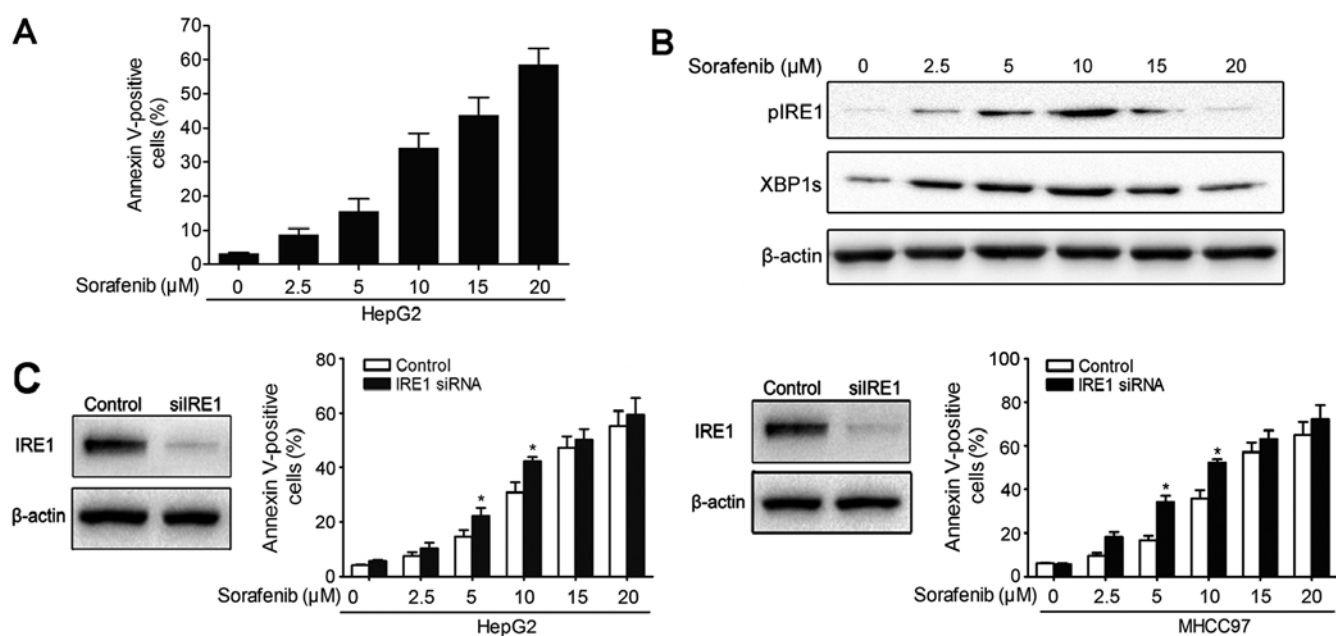 A
Annexin V-positive
cells (%)
70
60
50
40
30
20
10
0
Sorafenib (μM)
0 2.5 5 10 15 20
HepG2
B
Sorafenib (μM) 0 2.5 5 10 15 20
pIRE1
XBP1s
β-actin
C
Control siIRE1
IRE1
β-actin
Annexin V-positive
cells (%)
80
60
40
20
0
Control
IRE1 siRNA
* *
Sorafenib (μM) 0 2.5 5 10 15 20
HepG2
Control siIRE1
IRE1
β-actin
Annexin V-positive
cells (%)
100
80
60
40
20
0
Control
IRE1 siRNA
* *
Sorafenib (μM) 0 2.5 5 10 15 20
MHCC97